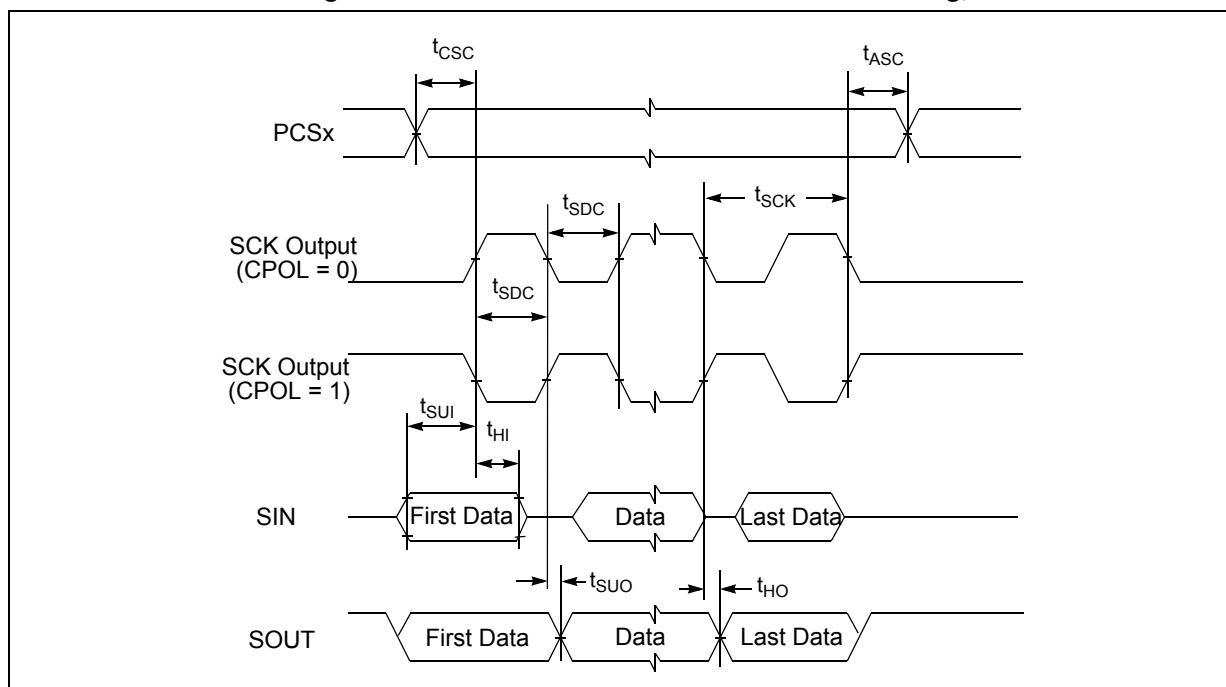 tCSC
tASC
PCSx
tSDC
tSCK
SCK Output
(CPOL = 0)
tSDC
SCK Output
(CPOL = 1)
tSUI
tHI
SIN
First Data
Data
Last Data
tSUO
tHO
SOUT
First Data
Data
Last Data